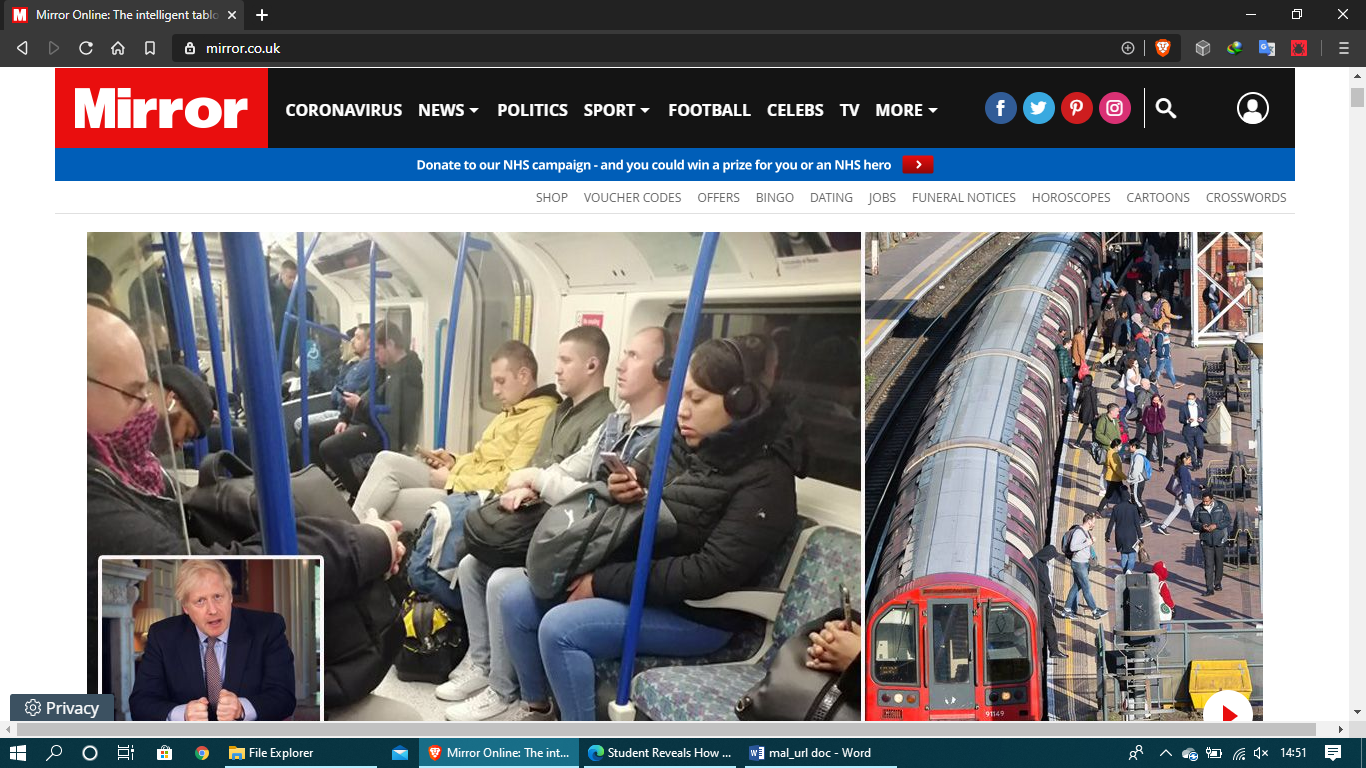 Mirror Online: The intelligent tablo
mirror.co.uk
Mirror
CORONAVIRUS NEWS POLITICS SPORT FOOTBALL CELEBS TV MORE
Donate to our NHS campaign - and you could win a prize for you or an NHS hero
SHOP VOUCHER CODES OFFERS BINGO DATING JOBS FUNERAL NOTICES HOROSCOPES CARTOONS CROSSWORDS
91149
Privacy
File Explorer
Mirror Online: The int...
Student Reveals How ...
mal_url doc - Word
14:51